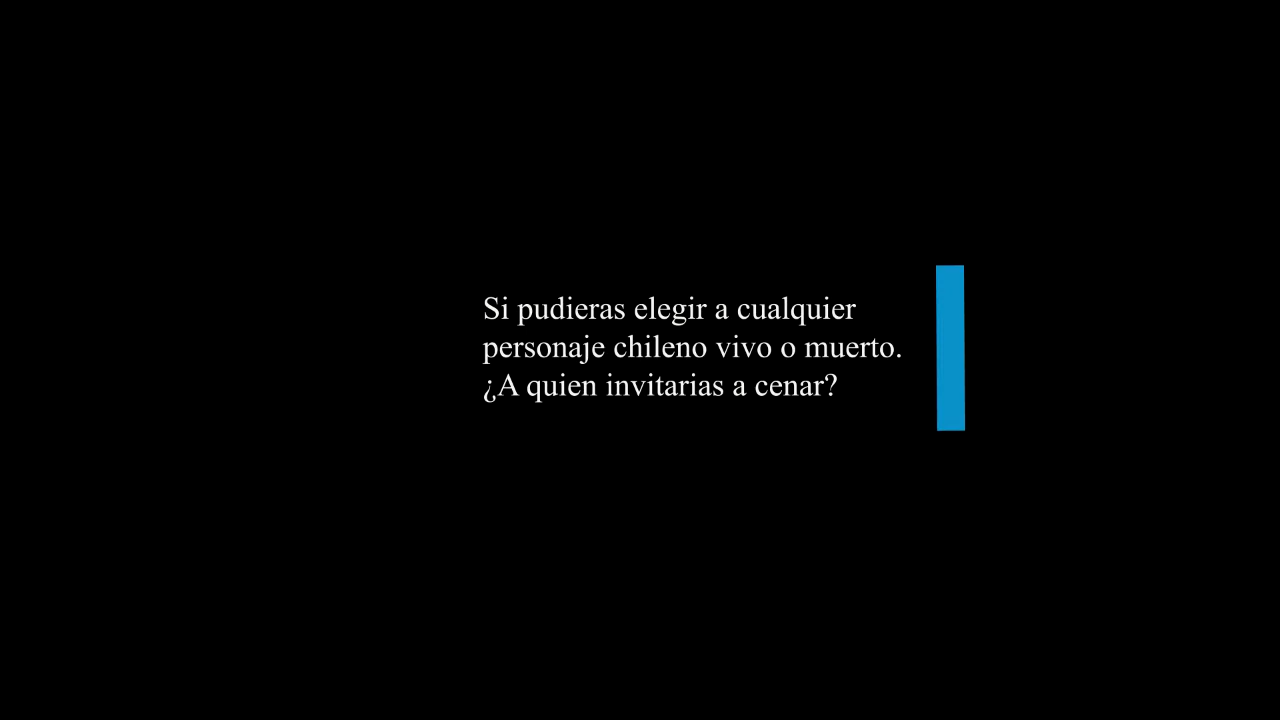 Si pudieras elegir a cualquier
personaje chileno vivo o muerto.
¿A quien invitarias a cenar?